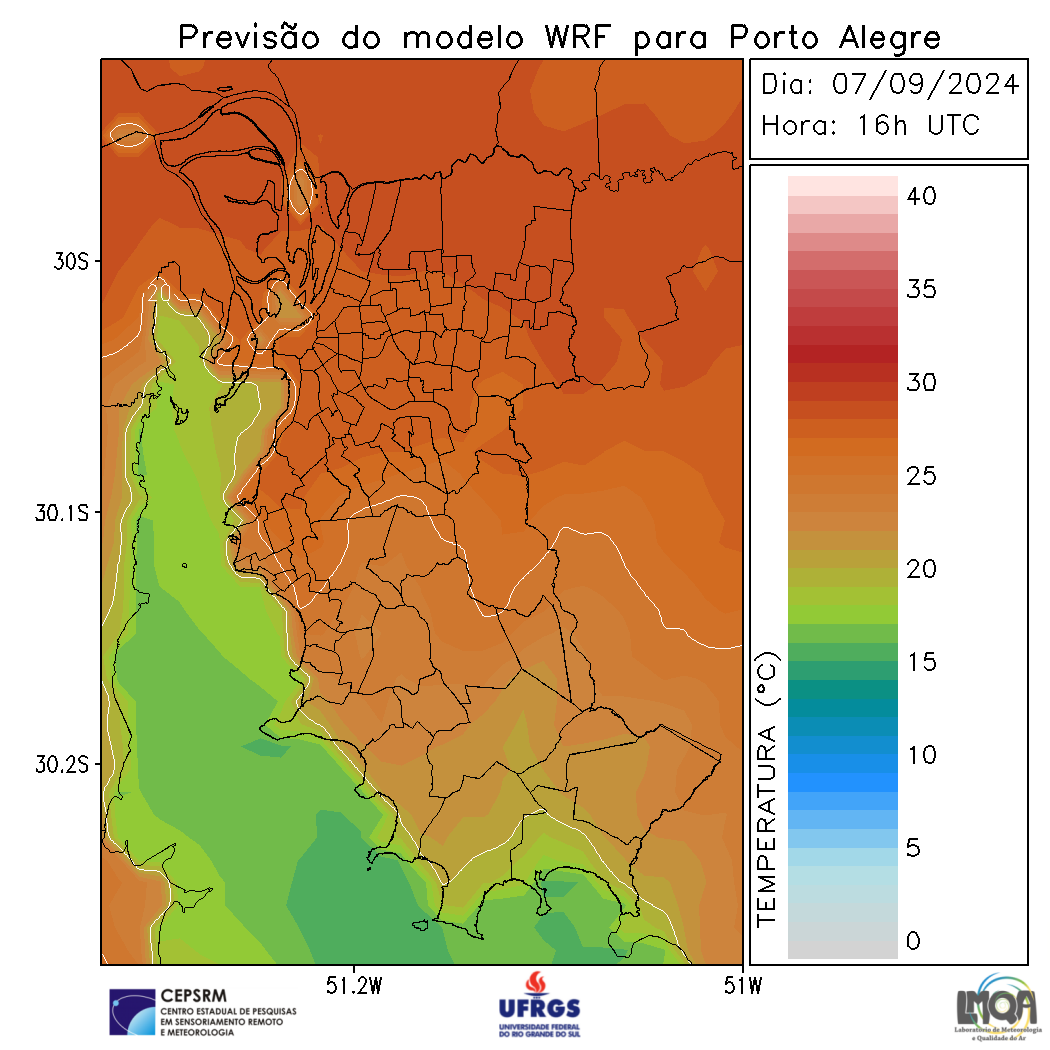 Previsão do modelo WRF para Porto Alegre
Dia: 07/09/2024
Hora: 16h UTC
40
35
30
25
20
15
10
5
0
TEMPERATURA (°C)
30S
30.1S
30.2S
20
51.2W
51W
CEPSRM
CENTRO ESTADUAL DE PESQUISAS
EM SENSORIAMENTO REMOTO
E METEOROLOGIA
UFRGS
UNIVERSIDADE FEDERAL
DO RIO GRANDE DO SUL
LMQA
Laboratório de Meteorologia
e Qualidade do Ar